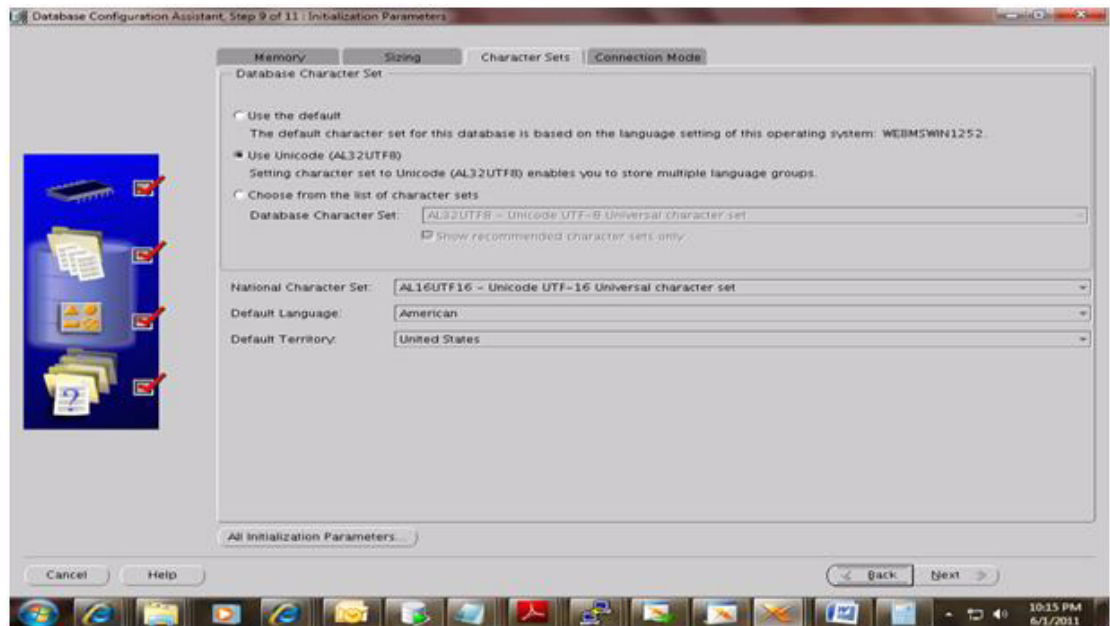 Database Configuration Assistant, Step 9 of 11 : Initialization Parameters
Memory Sizing Character Sets Connection Mode
Database Character Set
Use the default
The default character set for this database is based on the language setting of this operating system: WE8MSWIN1252.
Use Unicode (AL32UTF8)
Setting character set to Unicode (AL32UTF8) enables you to store multiple language groups.
Choose from the list of character sets
Database Character Set: AL32UTF8 - Unicode UTF-8 Universal character set
Show recommended character sets only
National Character Set: AL16UTF16 - Unicode UTF-16 Universal character set
Default Language: American
Default Territory: United States
?
All Initialization Parameters...
Cancel Help Back Next
10:15 PM
6/1/2011